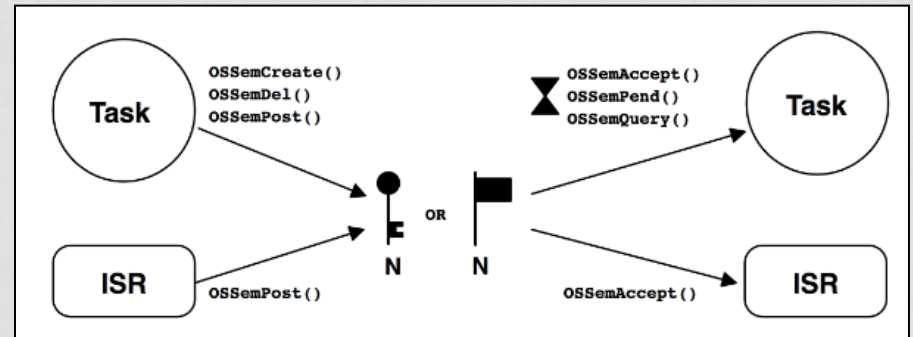 Task
OSSemCreate()
OSSemDel()
OSSemPost()
OSSemAccept()
OSSemPend()
OSSemQuery()
Task
OR
N
N
ISR
OSSemPost()
OSSemAccept()
ISR